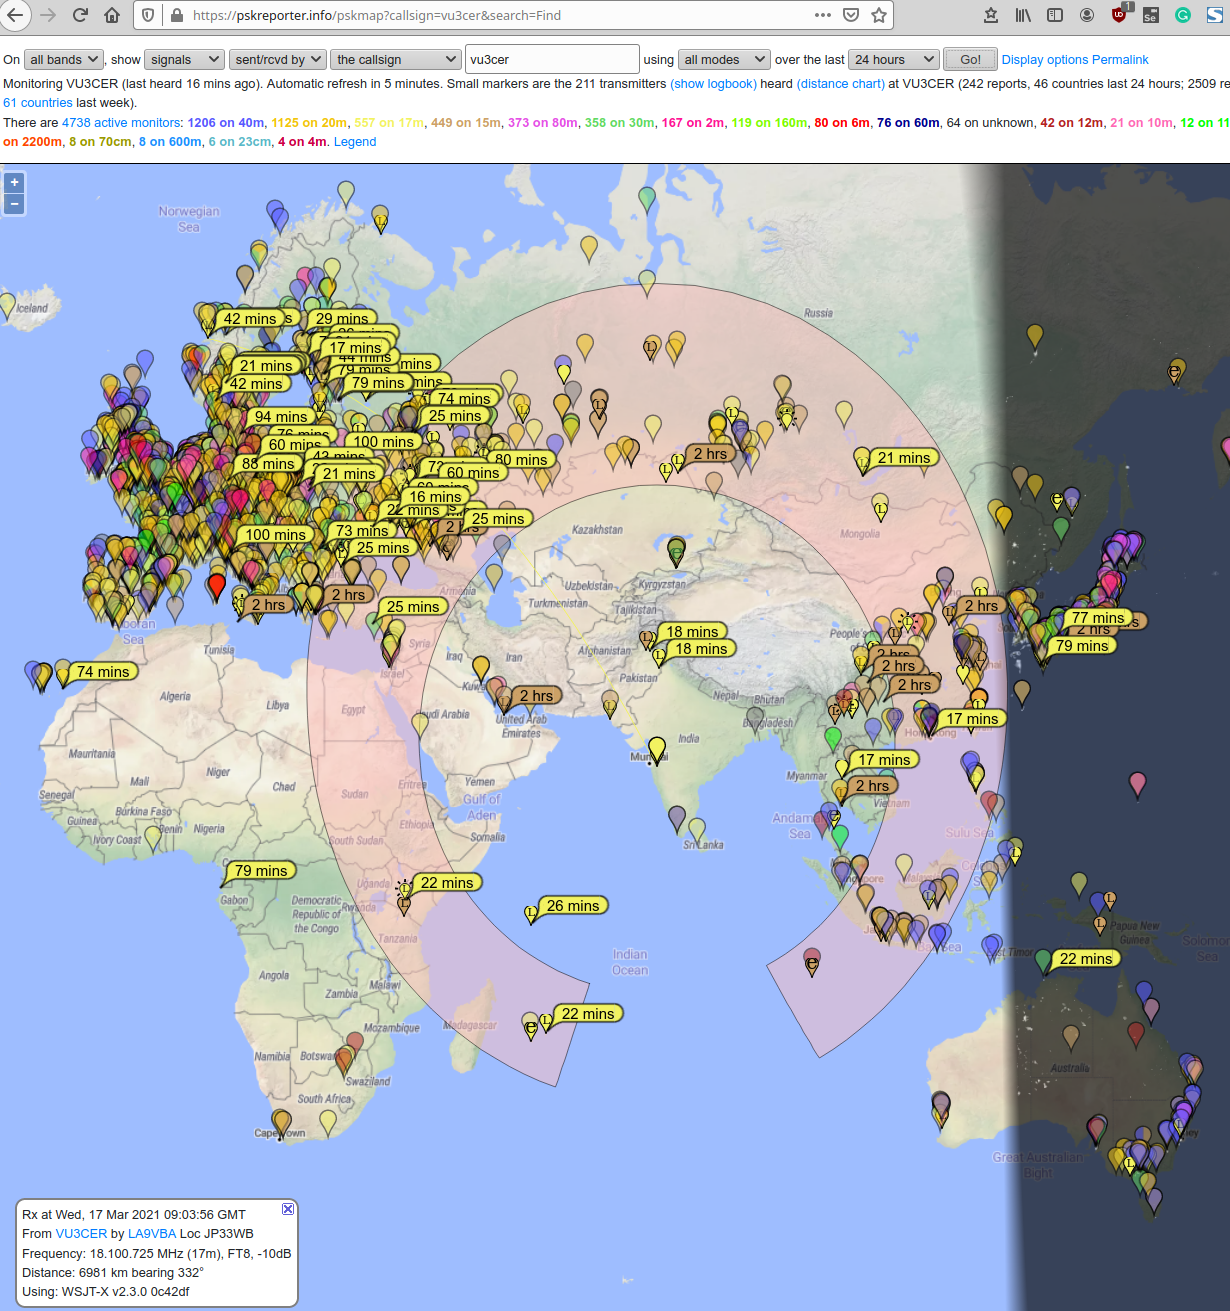 https://pskreporter.info/pskmap?callsign=vu3cer&search=Find
On all bands , show signals sent/rcvd by the callsign vu3cer using all modes over the last 24 hours Go! Display options Permalink
Monitoring VU3CER (last heard 16 mins ago). Automatic refresh in 5 minutes. Small markers are the 211 transmitters (show logbook) heard (distance chart) at VU3CER (242 reports, 46 countries last 24 hours; 2509 re
61 countries last week).
There are 4738 active monitors: 1206 on 40m, 1125 on 20m, 557 on 17m, 449 on 15m, 373 on 80m, 358 on 30m, 167 on 2m, 119 on 160m, 80 on 6m, 76 on 60m, 64 on unknown, 42 on 12m, 21 on 10m, 12 on 11
on 2200m, 8 on 70cm, 8 on 600m, 6 on 23cm, 4 on 4m. Legend
+
−
Norwegian
Sea
Iceland
Russia
42 mins
29 mins
17 mins
21 mins
79 mins
42 mins
79 mins
74 mins
94 mins
25 mins
76 mins
60 mins
100 mins
43 mins
2 hrs
21 mins
88 mins
80 mins
21 mins
60 mins
16 mins
25 mins
2 hrs
Kazakhstan
Mongolia
100 mins
73 mins
25 mins
Armenia
Uzbekistan
Kyrgyzstan
Turkmenistan
Tajikistan
2 hrs
2 hrs
25 mins
2 hrs
77 mins
2 hrs
79 mins
Sea
Tunisia
Syria
Iraq
Iran
Afghanistan
18 mins
18 mins
People's
2 hrs
2 hrs
2 hrs
74 mins
Algeria
Libya
Israel
Egypt
Pakistan
Nepal
Bhutan
2 hrs
Saudi Arabia
United Arab
Emirates
Bangladesh
17 mins
India
Mumbai
Mauritania
Mali
Niger
Chad
Sudan
Eritrea
Yemen
Myanmar
17 mins
2 hrs
Senegal
Guinea
Burkina Faso
Benin
Nigeria
Ivory Coast
Gulf of
Aden
Ethiopia
South Sudan
Somalia
Sri Lanka
Andaman
Sea
Vietnam
Sulu Sea
79 mins
Gabon
Uganda
22 mins
Democratic
Republic of
the Congo
Rwanda
26 mins
Tanzania
Indian
Ocean
Papua New
Guinea
Solomon
Sea
22 mins
Angola
Malawi
Zambia
22 mins
Madagascar
Mozambique
Namibia
Botswana
Swaziland
South Africa
Cape Town
Australia
Great Australian
Bight
Rx at Wed, 17 Mar 2021 09:03:56 GMT
From VU3CER by LA9VBA Loc JP33WB
Frequency: 18.100.725 MHz (17m), FT8, -10dB
Distance: 6981 km bearing 332°
Using: WSJT-X v2.3.0 0c42df